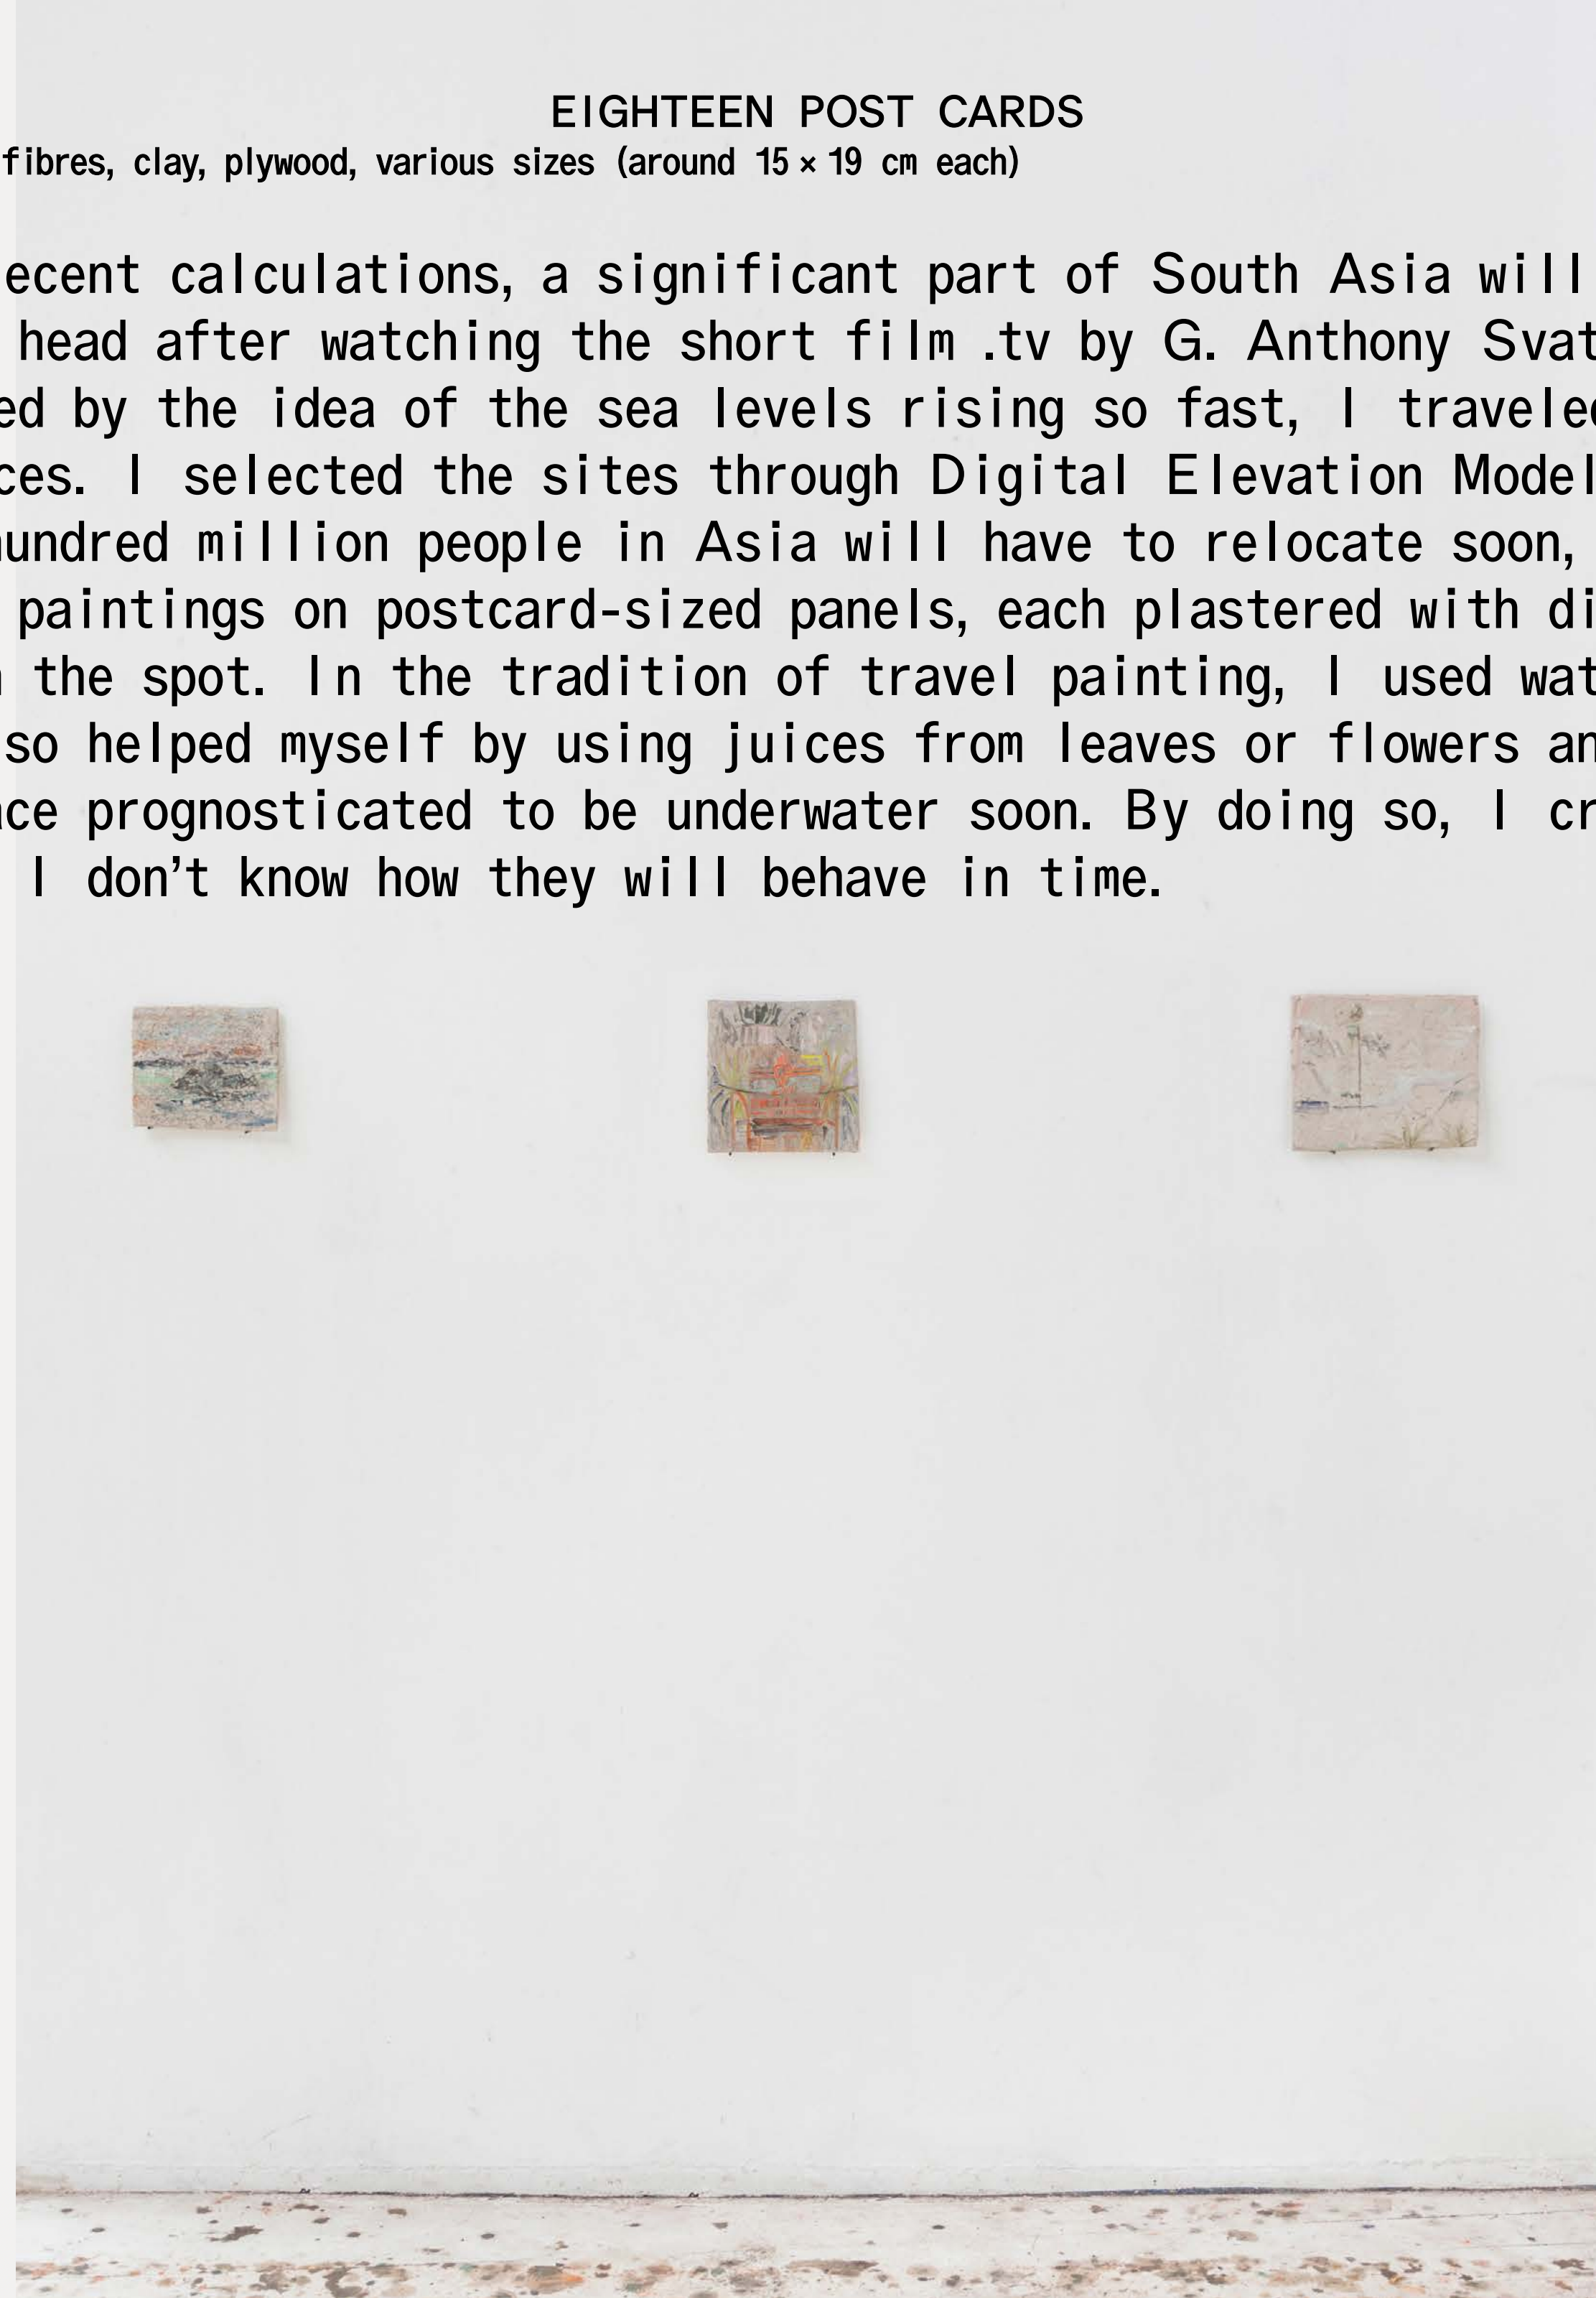 EIGHTEEN POST CARDS
fibres, clay, plywood, various sizes (around 15 × 19 cm each)
ecent calculations, a significant part of South Asia will
head after watching the short film .tv by G. Anthony Svat
ed by the idea of the sea levels rising so fast, I traveled
ces. I selected the sites through Digital Elevation Model
hundred million people in Asia will have to relocate soon,
paintings on postcard-sized panels, each plastered with di
the spot. In the tradition of travel painting, I used wat
so helped myself by using juices from leaves or flowers an
ace prognosticated to be underwater soon. By doing so, I cr
I don’t know how they will behave in time.